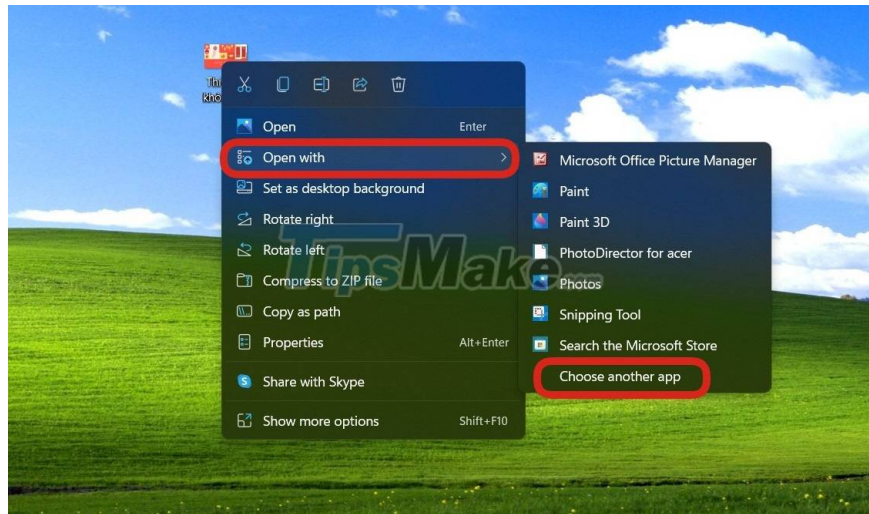 Open Enter
Open with
Set as desktop background
Rotate right
Rotate left
Compress to ZIP file
Copy as path
Properties Alt+Enter
Share with Skype
Show more options Shift+F10
Microsoft Office Picture Manager
Paint
Paint 3D
PhotoDirector for acer
Photos
Snipping Tool
Search the Microsoft Store
Choose another app
TipsMake